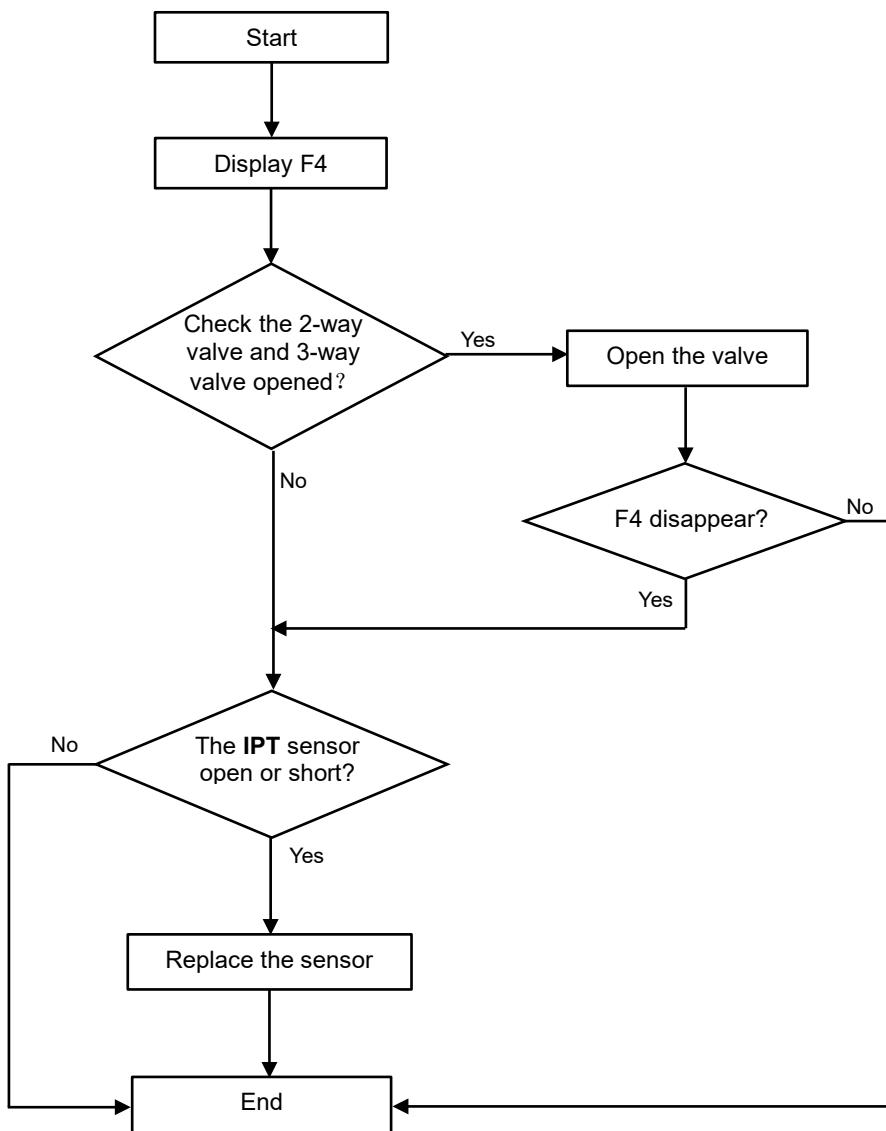 Start
Display F4
Check the 2-way
valve and 3-way
valve opened？
Yes
Open the valve
No
F4 disappear?
No
Yes
No
The IPT sensor
open or short?
Yes
Replace the sensor
End